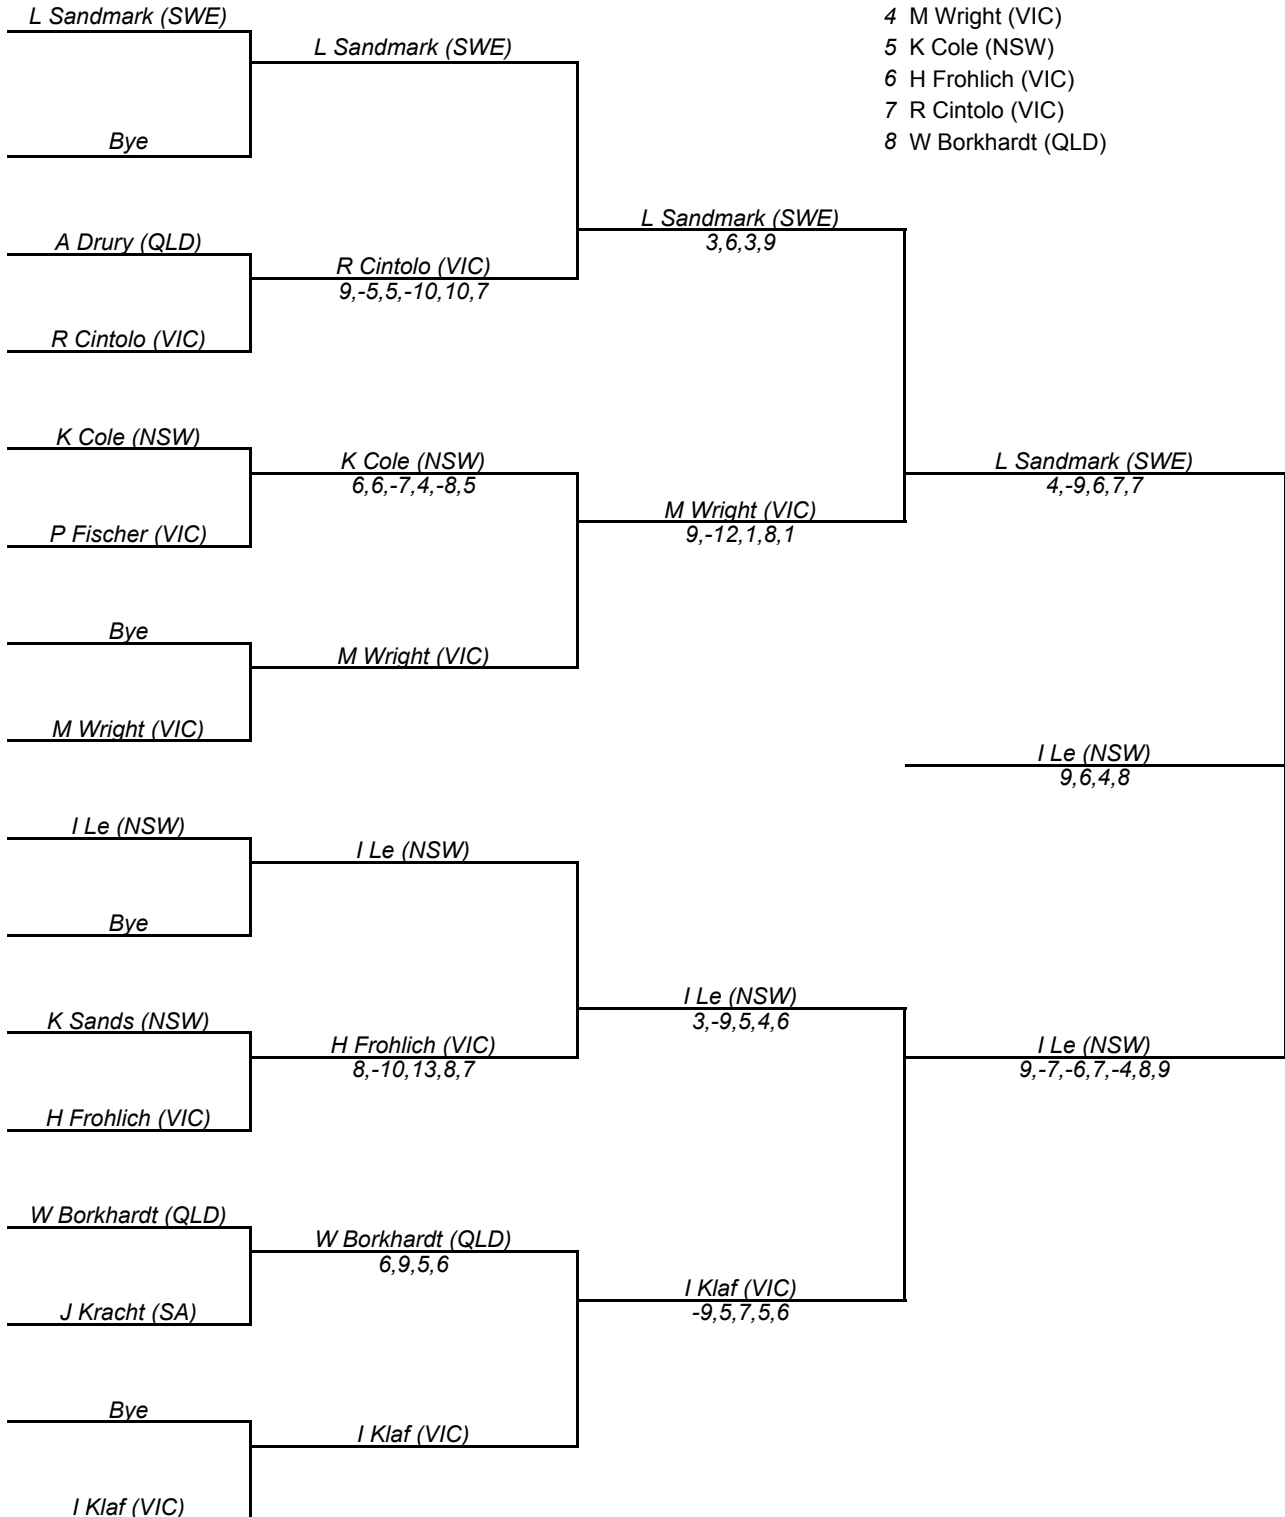 L Sandmark (SWE)
Bye
A Drury (QLD)
R Cintolo (VIC)
K Cole (NSW)
P Fischer (VIC)
Bye
M Wright (VIC)
I Le (NSW)
Bye
K Sands (NSW)
H Frohlich (VIC)
W Borkhardt (QLD)
J Kracht (SA)
Bye
I Klaf (VIC)
L Sandmark (SWE)
R Cintolo (VIC)
9,-5,5,-10,10,7
K Cole (NSW)
6,6,-7,4,-8,5
M Wright (VIC)
I Le (NSW)
H Frohlich (VIC)
8,-10,13,8,7
W Borkhardt (QLD)
6,9,5,6
I Klaf (VIC)
L Sandmark (SWE)
3,6,3,9
M Wright (VIC)
9,-12,1,8,1
I Le (NSW)
3,-9,5,4,6
I Klaf (VIC)
-9,5,7,5,6
4 M Wright (VIC)
5 K Cole (NSW)
6 H Frohlich (VIC)
7 R Cintolo (VIC)
8 W Borkhardt (QLD)
L Sandmark (SWE)
4,-9,6,7,7
I Le (NSW)
9,6,4,8
I Le (NSW)
9,-7,-6,7,-4,8,9